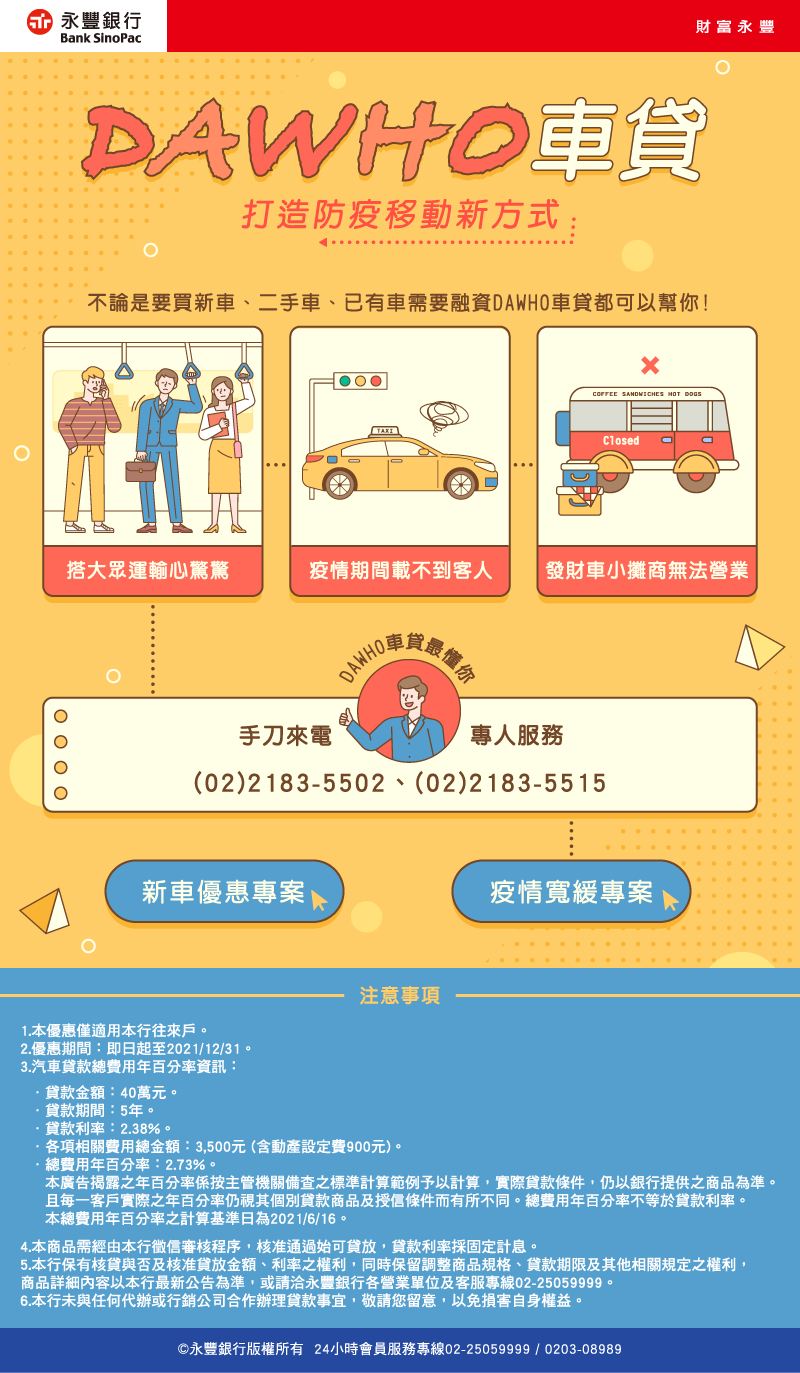 永豐銀行
Bank SinoPac
財富永豐
DAWHO車貸
打造防疫移動新方式
不論是要買新車、二手車、已有車需要融資DAWHO車貸都可以幫你!
TAXI
COFFEE SANDWICHES HOT DOGS
Closed
搭大眾運輸心驚驚
疫情期間載不到客人
發財車小攤商無法營業
DAWHO車貸最懂你
手刀來電
專人服務
(02)2183-5502、(02)2183-5515
新車優惠專案
疫情寬緩專案
注意事項
1.本優惠僅適用本行往來戶。
2.優惠期間：即日起至2021/12/31。
3.汽車貸款總費用年百分率資訊：
· 貸款金額：40萬元。
· 貸款期間：5年。
· 貸款利率：2.38%。
· 各項相關費用總金額：3,500元 (含動產設定費900元)。
· 總費用年百分率：2.73%。
本廣告揭露之年百分率係按主管機關備查之標準計算範例予以計算，實際貸款條件，仍以銀行提供之商品為準。
且每一客戶實際之年百分率仍視其個別貸款商品及授信條件而有所不同。總費用年百分率不等於貸款利率。
本總費用年百分率之計算基準日為2021/6/16。
4.本商品需經由本行徵信審核程序，核准通過始可貸放，貸款利率採固定計息。
5.本行保有核貸與否及核准貸放金額、利率之權利，同時保留調整商品規格、貸款期限及其他相關規定之權利，
商品詳細內容以本行最新公告為準，或請洽永豐銀行各營業單位及客服專線02-25059999。
6.本行未與任何代辦或行銷公司合作辦理貸款事宜，敬請您留意，以免損害自身權益。
©永豐銀行版權所有 24小時會員服務專線02-25059999 / 0203-08989